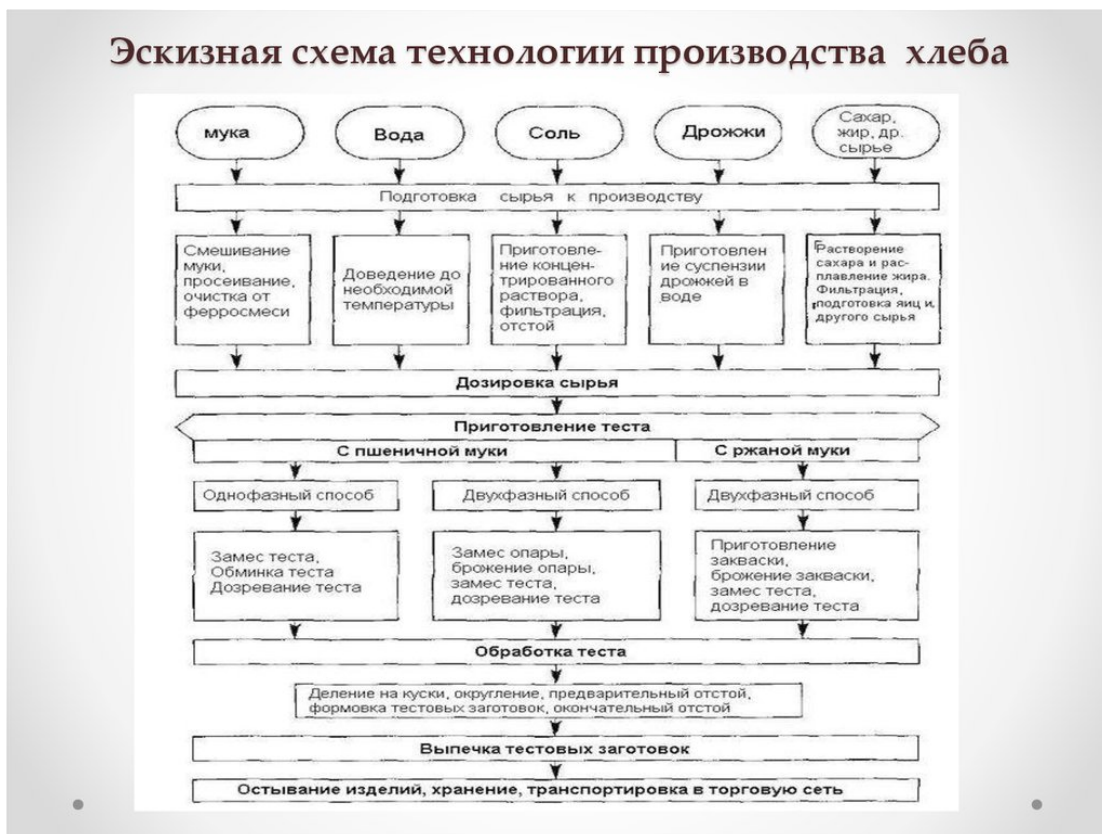 Эскизная схема технологии производства хлеба
мука
Вода
Соль
Дрожжи
Сахар,
жир, др.
сырье
Подготовка сырья к производству
Смешивание
муки,
просеивание,
очистка от
ферросмеси
Доведение до
необходимой
температуры
Приготовле-
ние концен-
трированного
раствора,
фильтрация,
отстой
Приготовлен
ие суспензии
дрожжей в
воде
Растворение
сахара и рас-
плавление жира.
Фильтрация,
подготовка яиц и
другого сырья
Дозировка сырья
Приготовление теста
С пшеничной муки
С ржаной муки
Однофазный способ
Двухфазный способ
Двухфазный способ
Замес теста,
Обминка теста
Дозревание теста
Замес опары,
брожение опары,
замес теста,
дозревание теста
Приготовление
закваски,
брожение закваски,
замес теста,
дозревание теста
Обработка теста
Деление на куски, округление, предварительный отстой,
формовка тестовых заготовок, окончательный отстой
Выпечка тестовых заготовок
Остывание изделий, хранение, транспортировка в торговую сеть